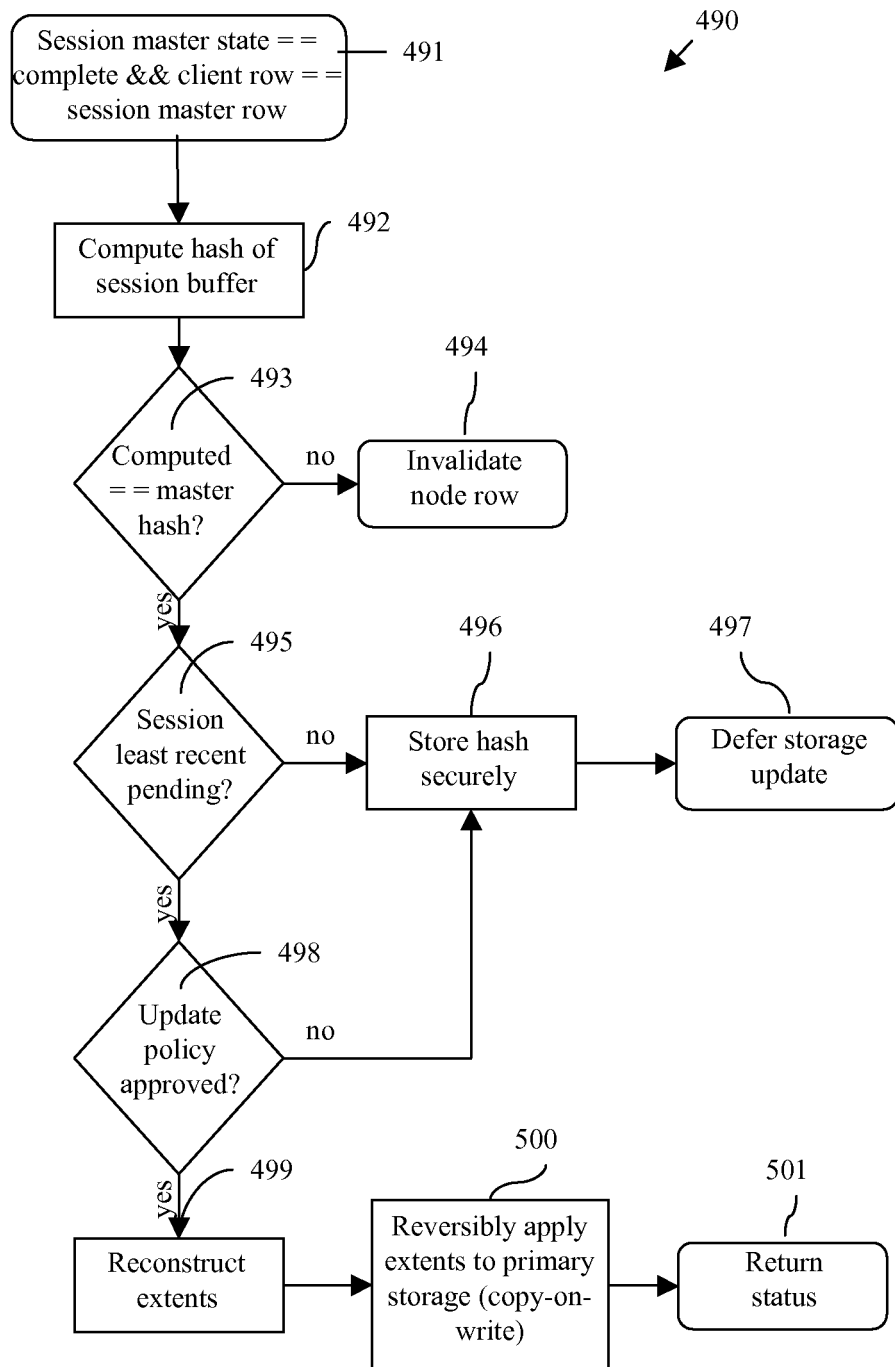 490
Session master state = =
complete && client row = =
session master row
491
492
Compute hash of
session buffer
493
494
Computed
= = master
hash?
no
Invalidate
node row
yes
495
496
497
Session
least recent
pending?
no
Store hash
securely
Defer storage
update
yes
498
Update
policy
approved?
no
yes
499
500
501
Reconstruct
extents
Reversibly apply
extents to primary
storage (copy-on-
write)
Return
status